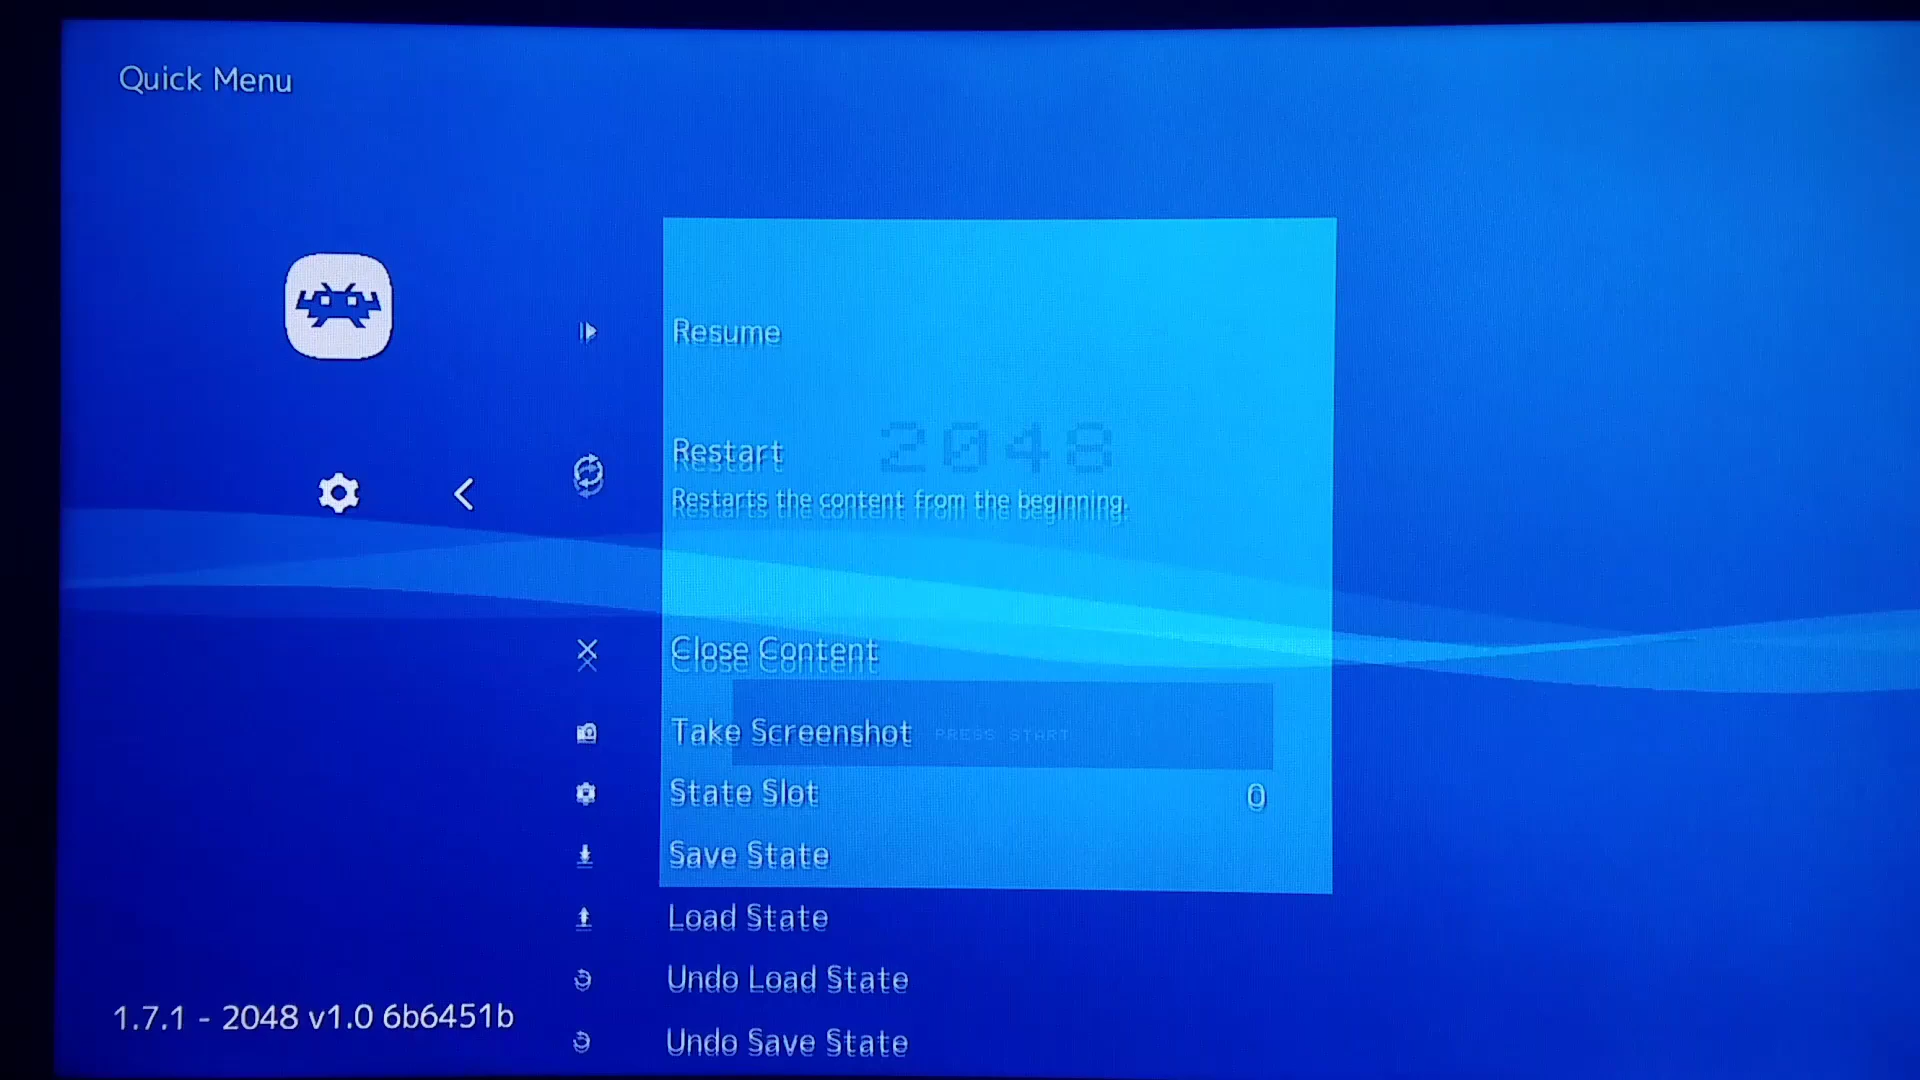 Quick Menu
Resume
2048
Restart
Restarts the content from the beginning.
Close Content
Take Screenshot
PRESS START
State Slot 0
Save State
Load State
Undo Load State
Undo Save State
1.7.1 - 2048 v1.0 6b6451b